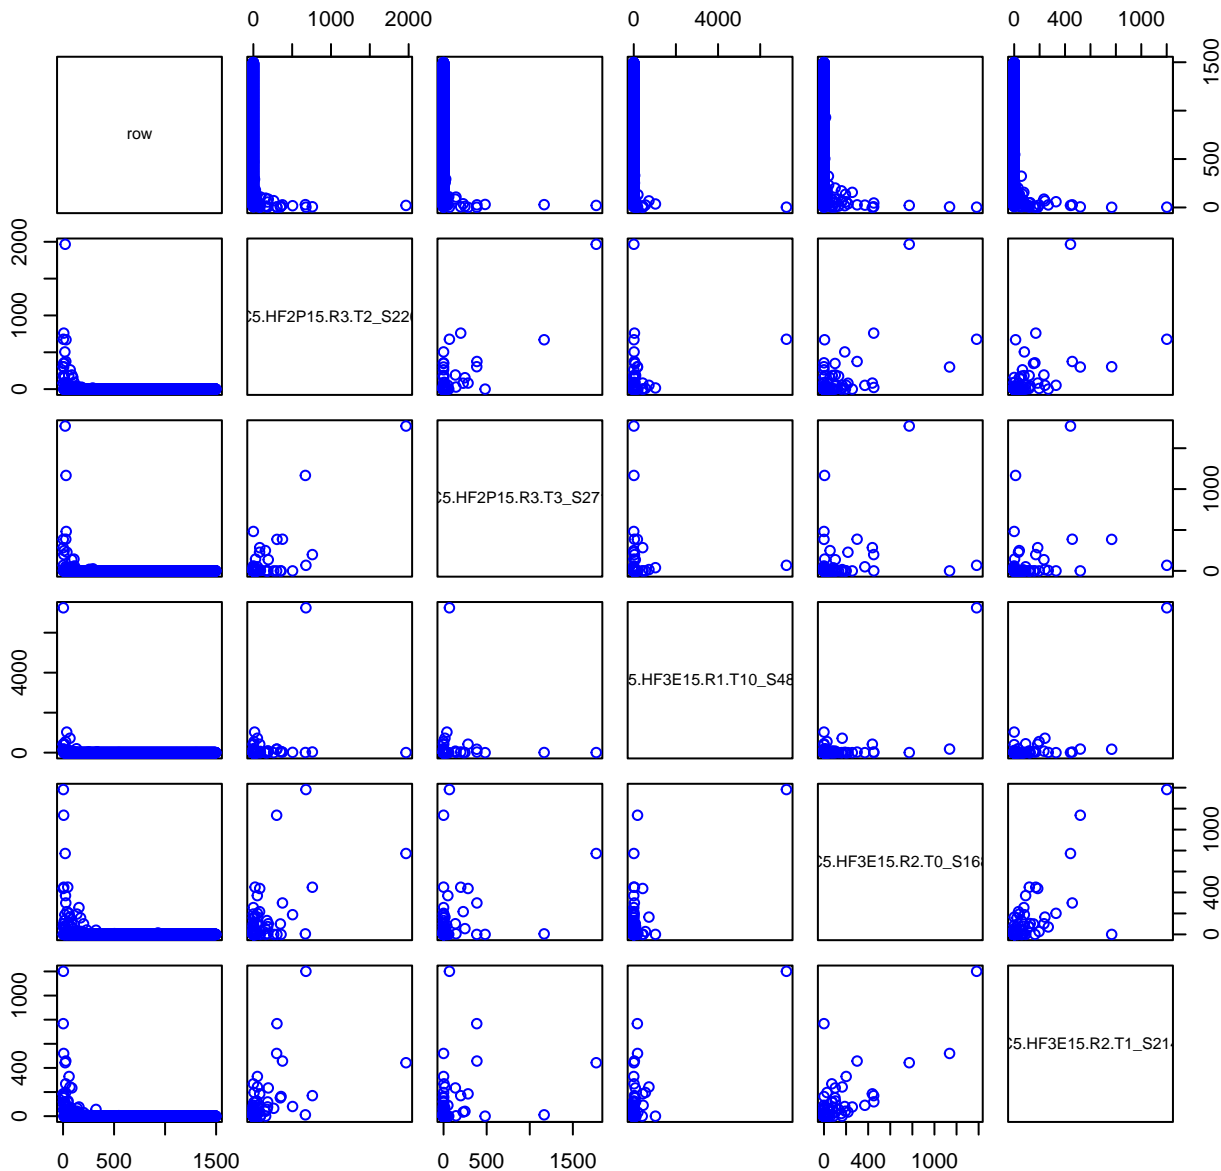 0 1000 2000 0 4000 0 400 1000
row
0 500 1500
0 1000 2000
C5.HF2P15.R3.T2_S22
C5.HF2P15.R3.T3_S27
0 1000
0 4000
5.HF3E15.R1.T10_S48
C5.HF3E15.R2.T0_S16
0 400 1000
0 400 1000
C5.HF3E15.R2.T1_S21
0 500 1500 0 500 1500 0 400 1000